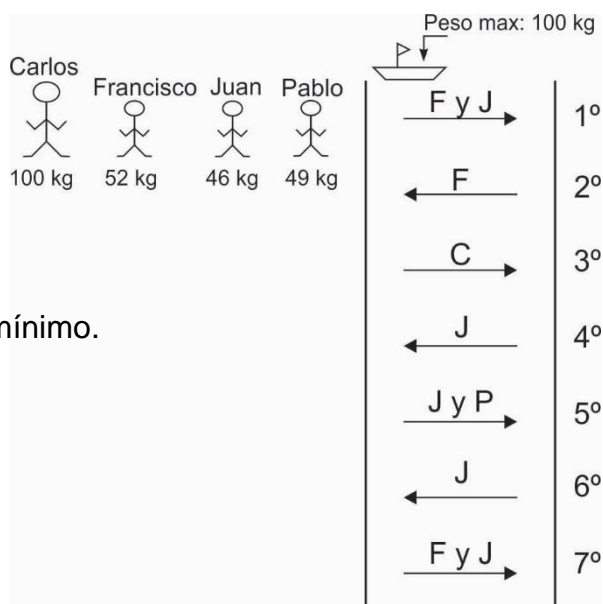 Peso max: 100 kg
Carlos
Francisco Juan Pablo
100 kg 52 kg 46 kg 49 kg
F y J 1º
F 2º
C 3º
mínimo.
J 4º
J y P 5º
J 6º
F y J 7º